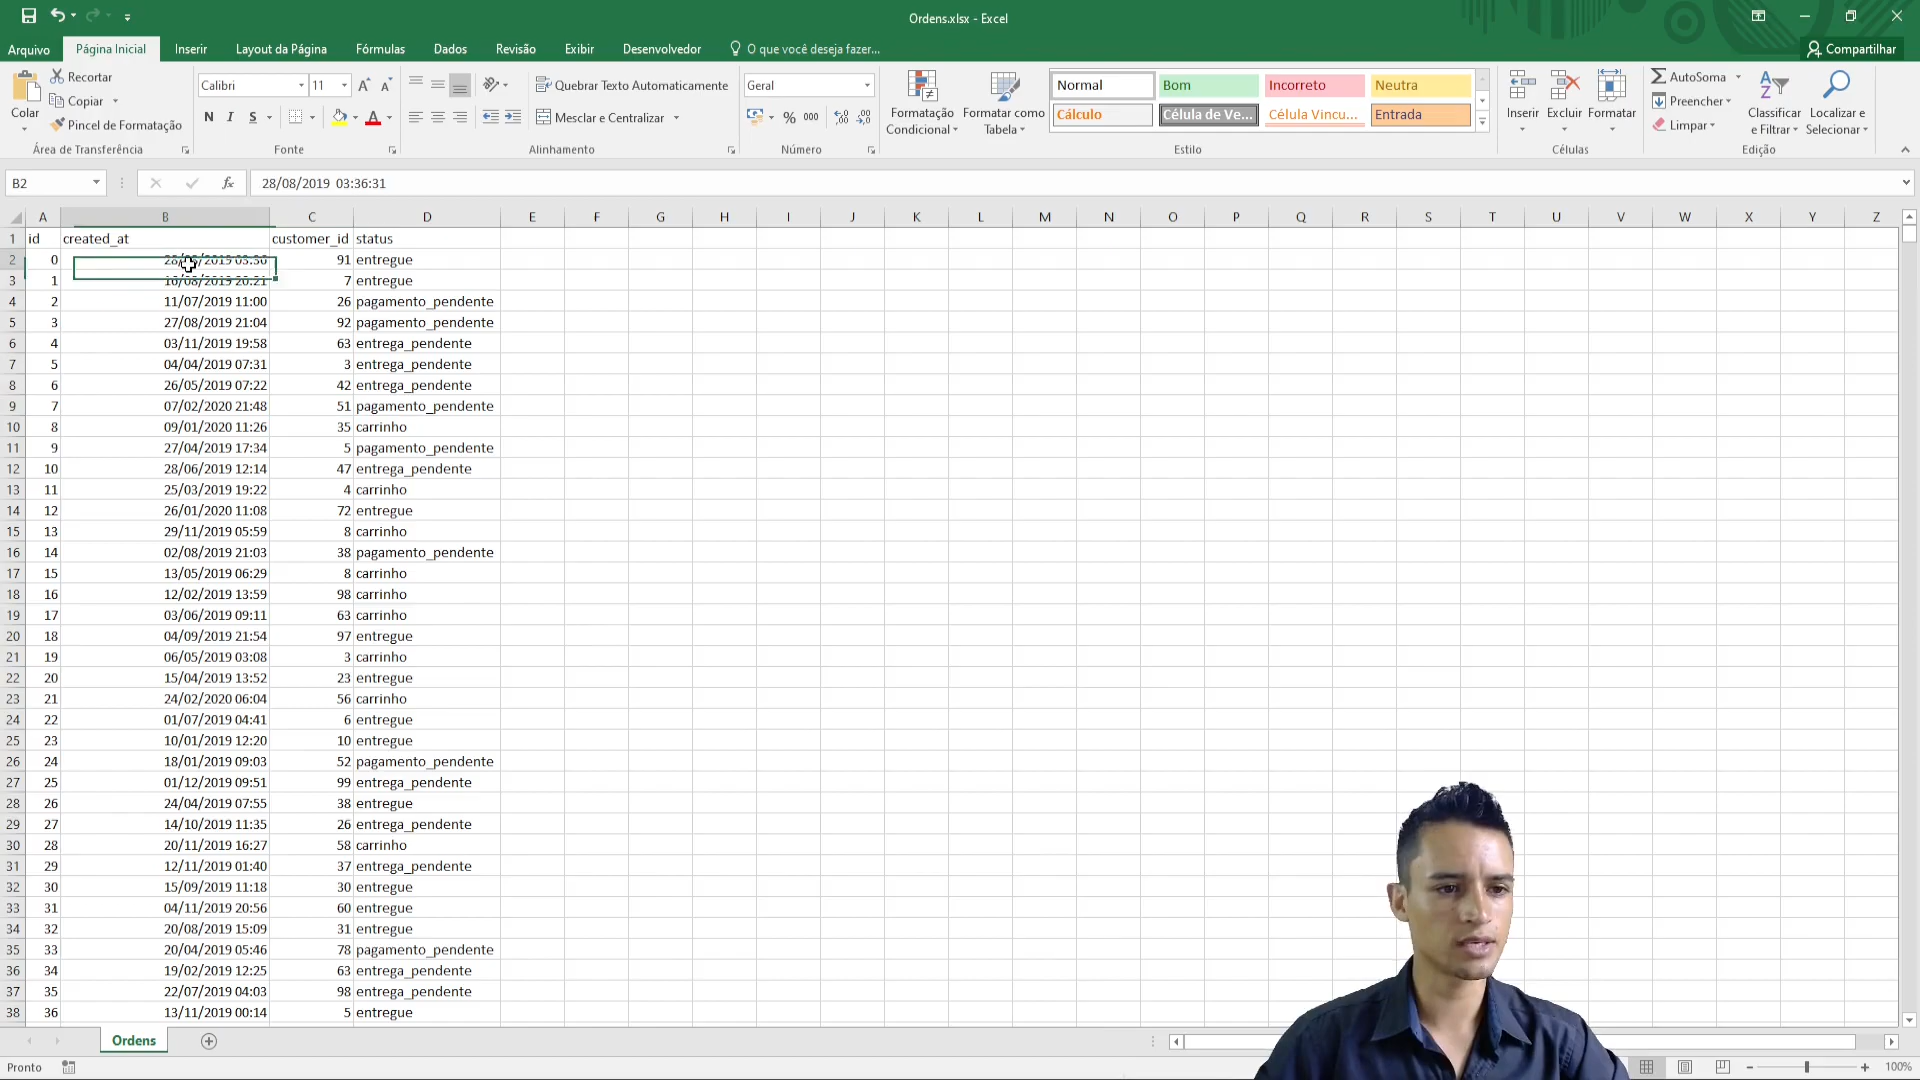 Ordens.xlsx - Excel
Arquivo Página Inicial Inserir Layout da Página Fórmulas Dados Revisão Exibir Desenvolvedor O que você deseja fazer... Compartilhar
Colar Recortar Copiar Pincel de Formatação
Calibri 11 N I S
Quebrar Texto Automaticamente
Mesclar e Centralizar
Geral
% 000
Formatação Condicional
Formatar como Tabela
Normal Bom Incorreto Neutra
Cálculo Célula de Ve... Célula Vincu... Entrada
Inserir Excluir Formatar
AutoSoma
Preencher
Limpar
Classificar e Filtrar
Localizar e Selecionar
Área de Transferência Fonte Alinhamento Número Estilo Células Edição
B2 fx 28/08/2019 03:36:31
A B C D E F G H I J K L M N O P Q R S T U V W X Y Z
1 id created_at customer_id status
2 0 28/08/2019 03:36 91 entregue
3 1 16/08/2019 20:21 7 entregue
4 2 11/07/2019 11:00 26 pagamento_pendente
5 3 27/08/2019 21:04 92 pagamento_pendente
6 4 03/11/2019 19:58 63 entrega_pendente
7 5 04/04/2019 07:31 3 entrega_pendente
8 6 26/05/2019 07:22 42 entrega_pendente
9 7 07/02/2020 21:48 51 pagamento_pendente
10 8 09/01/2020 11:26 35 carrinho
11 9 27/04/2019 17:34 5 pagamento_pendente
12 10 28/06/2019 12:14 47 entrega_pendente
13 11 25/03/2019 19:22 4 carrinho
14 12 26/01/2020 11:08 72 entregue
15 13 29/11/2019 05:59 8 carrinho
16 14 02/08/2019 21:03 38 pagamento_pendente
17 15 13/05/2019 06:29 8 carrinho
18 16 12/02/2019 13:59 98 carrinho
19 17 03/06/2019 09:11 63 carrinho
20 18 04/09/2019 21:54 97 entregue
21 19 06/05/2019 03:08 3 carrinho
22 20 15/04/2019 13:52 23 entregue
23 21 24/02/2020 06:04 56 carrinho
24 22 01/07/2019 04:41 6 entregue
25 23 10/01/2019 12:20 10 entregue
26 24 18/01/2019 09:03 52 pagamento_pendente
27 25 01/12/2019 09:51 99 entrega_pendente
28 26 24/04/2019 07:55 38 entregue
29 27 14/10/2019 11:35 26 entrega_pendente
30 28 20/11/2019 16:27 58 carrinho
31 29 12/11/2019 01:40 37 entrega_pendente
32 30 15/09/2019 11:18 30 entregue
33 31 04/11/2019 20:56 60 entregue
34 32 20/08/2019 15:09 31 entregue
35 33 20/04/2019 05:46 78 pagamento_pendente
36 34 19/02/2019 12:25 63 entrega_pendente
37 35 22/07/2019 04:03 98 entrega_pendente
38 36 13/11/2019 00:14 5 entregue
Ordens
Pronto 100%